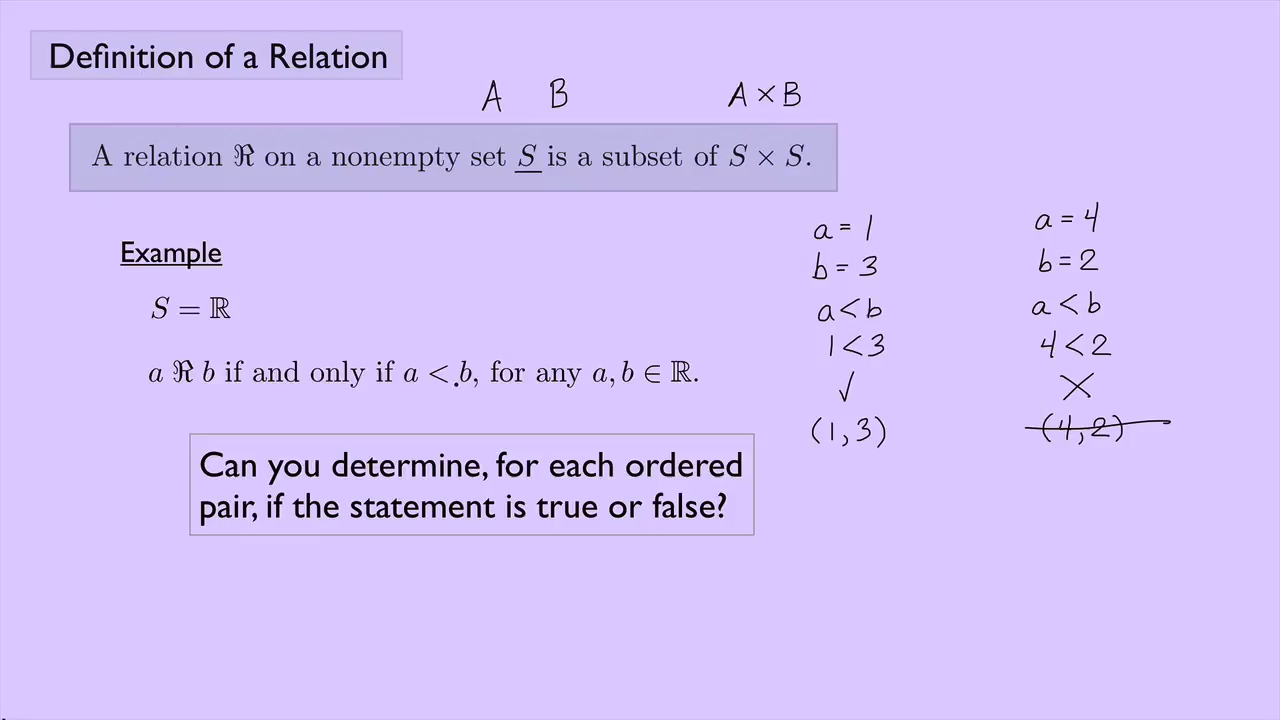 Definition of a Relation
A B A × B
A relation ℜ on a nonempty set S is a subset of S × S.
Example
S = ℝ
a ℜ b if and only if a < b, for any a, b ∈ ℝ.
Can you determine, for each ordered
pair, if the statement is true or false?
a = 1
b = 3
a < b
1 < 3
✓
(1, 3)
a = 4
b = 2
a < b
4 < 2
×
(4, 2)